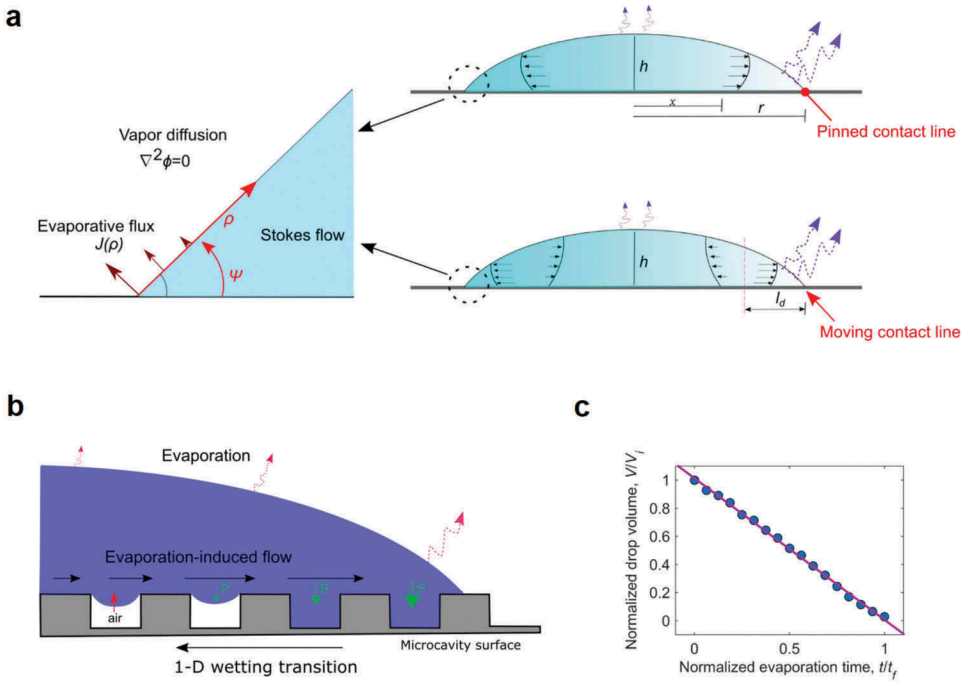 a
Vapor diffusion
∇²ϕ=0
Evaporative flux
J(ρ)
ρ
ψ
Stokes flow
h
x
r
Pinned contact line
h
l_d
Moving contact line
b
Evaporation
Evaporation-induced flow
air
Microcavity surface
1-D wetting transition
c
Normalized drop volume, V/V_i
1
0.8
0.6
0.4
0.2
0
0
0.5
1
Normalized evaporation time, t/t_f